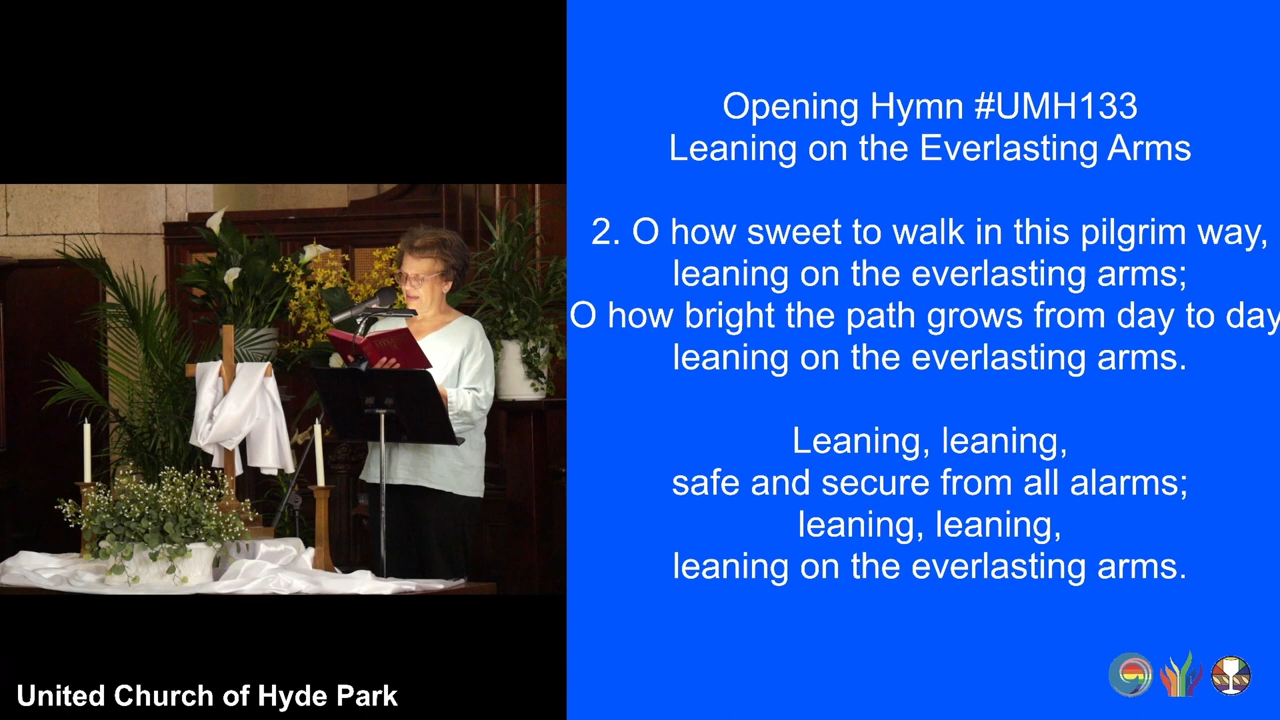 Opening Hymn #UMH133
Leaning on the Everlasting Arms
2. O how sweet to walk in this pilgrim way,
leaning on the everlasting arms;
O how bright the path grows from day to day
leaning on the everlasting arms.
Leaning, leaning,
safe and secure from all alarms;
leaning, leaning,
leaning on the everlasting arms.
United Church of Hyde Park